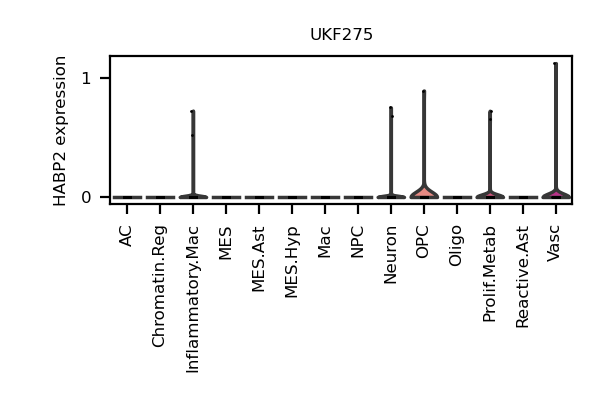 UKF275
HABP2 expression
1
0
AC
Chromatin.Reg
Inflammatory.Mac
MES
MES.Ast
MES.Hyp
Mac
NPC
Neuron
OPC
Oligo
Prolif.Metab
Reactive.Ast
Vasc